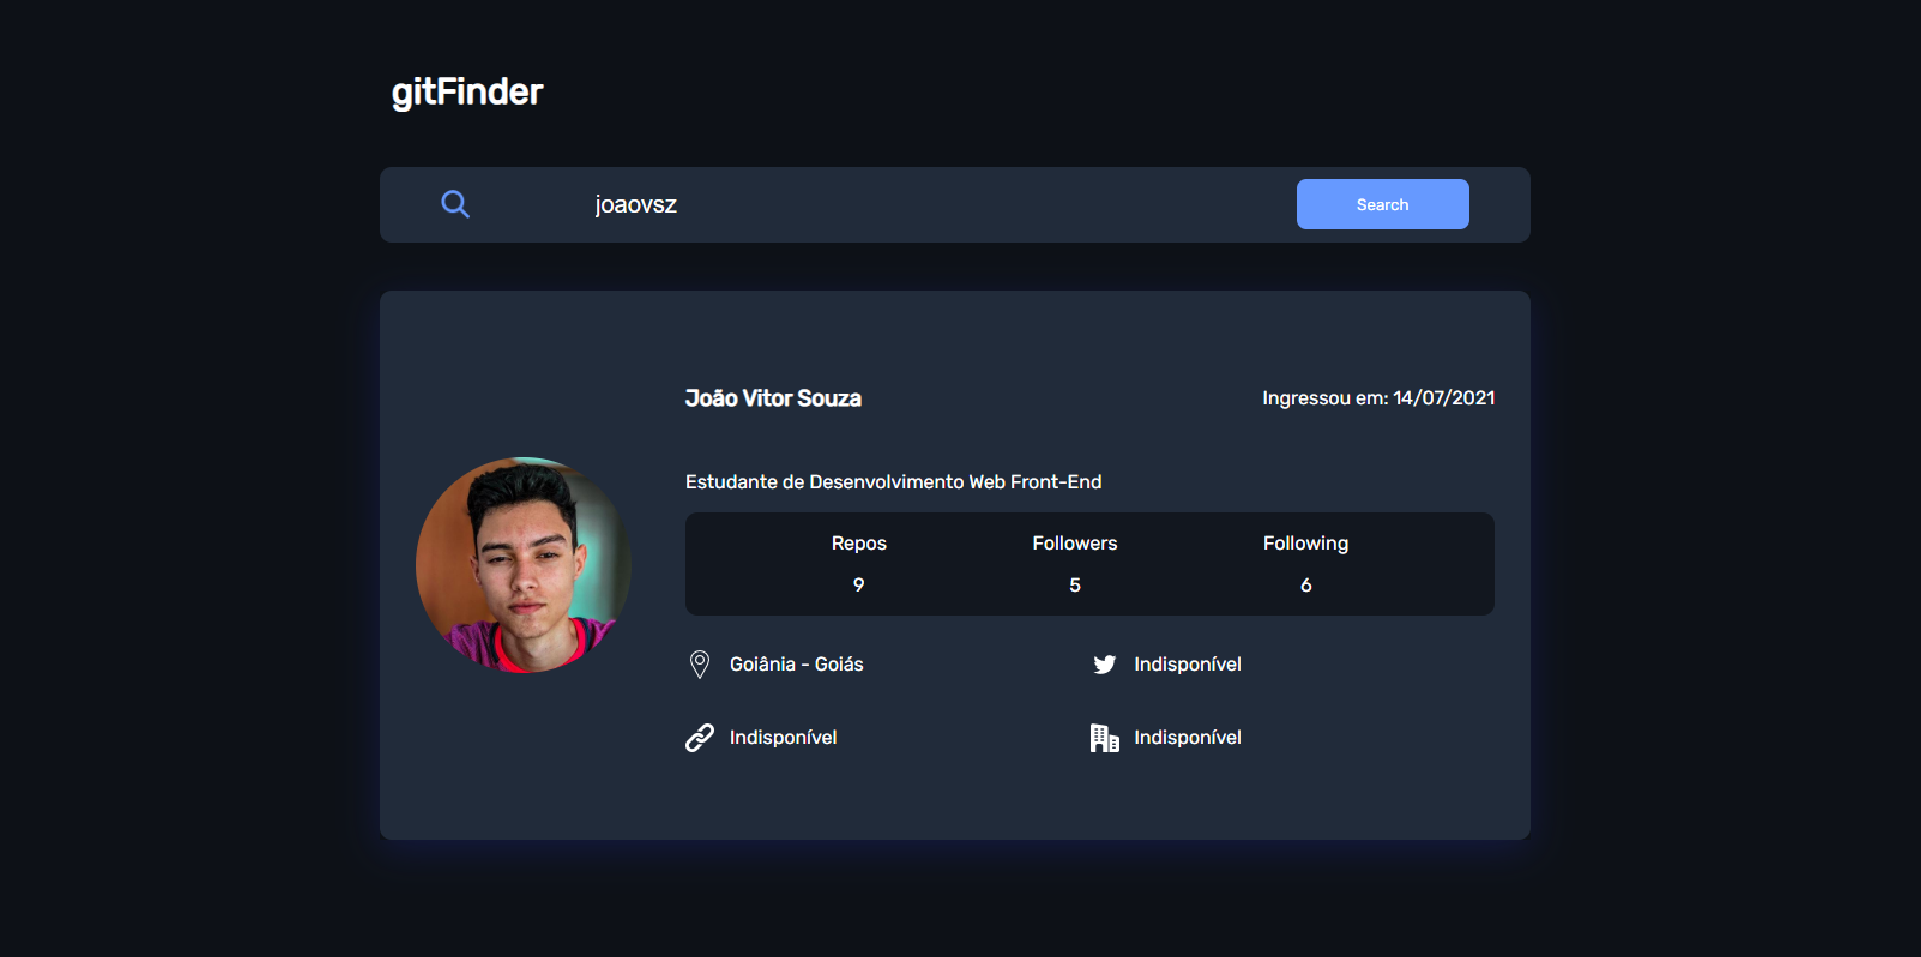 gitFinder
joaovsz
Search
João Vitor Souza
Ingressou em: 14/07/2021
Estudante de Desenvolvimento Web Front-End
Repos Followers Following
9 5 6
Goiânia - Goiás Indisponível
Indisponível Indisponível